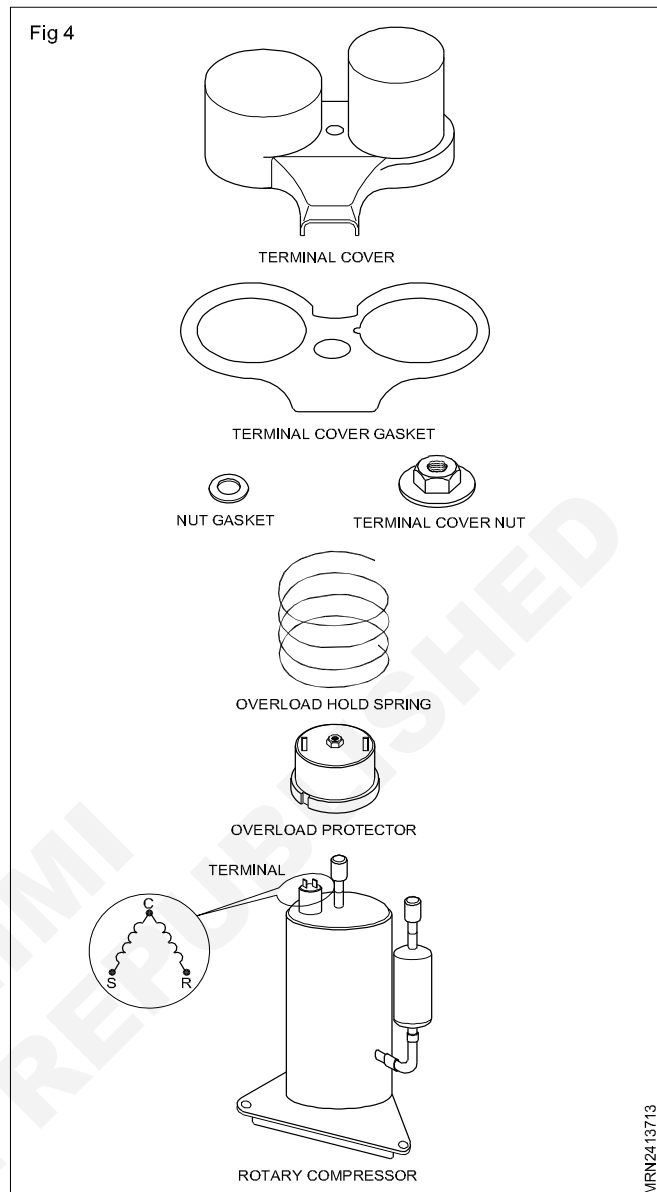 Fig 4
TERMINAL COVER
TERMINAL COVER GASKET
NUT GASKET
TERMINAL COVER NUT
OVERLOAD HOLD SPRING
OVERLOAD PROTECTOR
TERMINAL
C
S
R
ROTARY COMPRESSOR
MRN2413713
REPUBLISHED